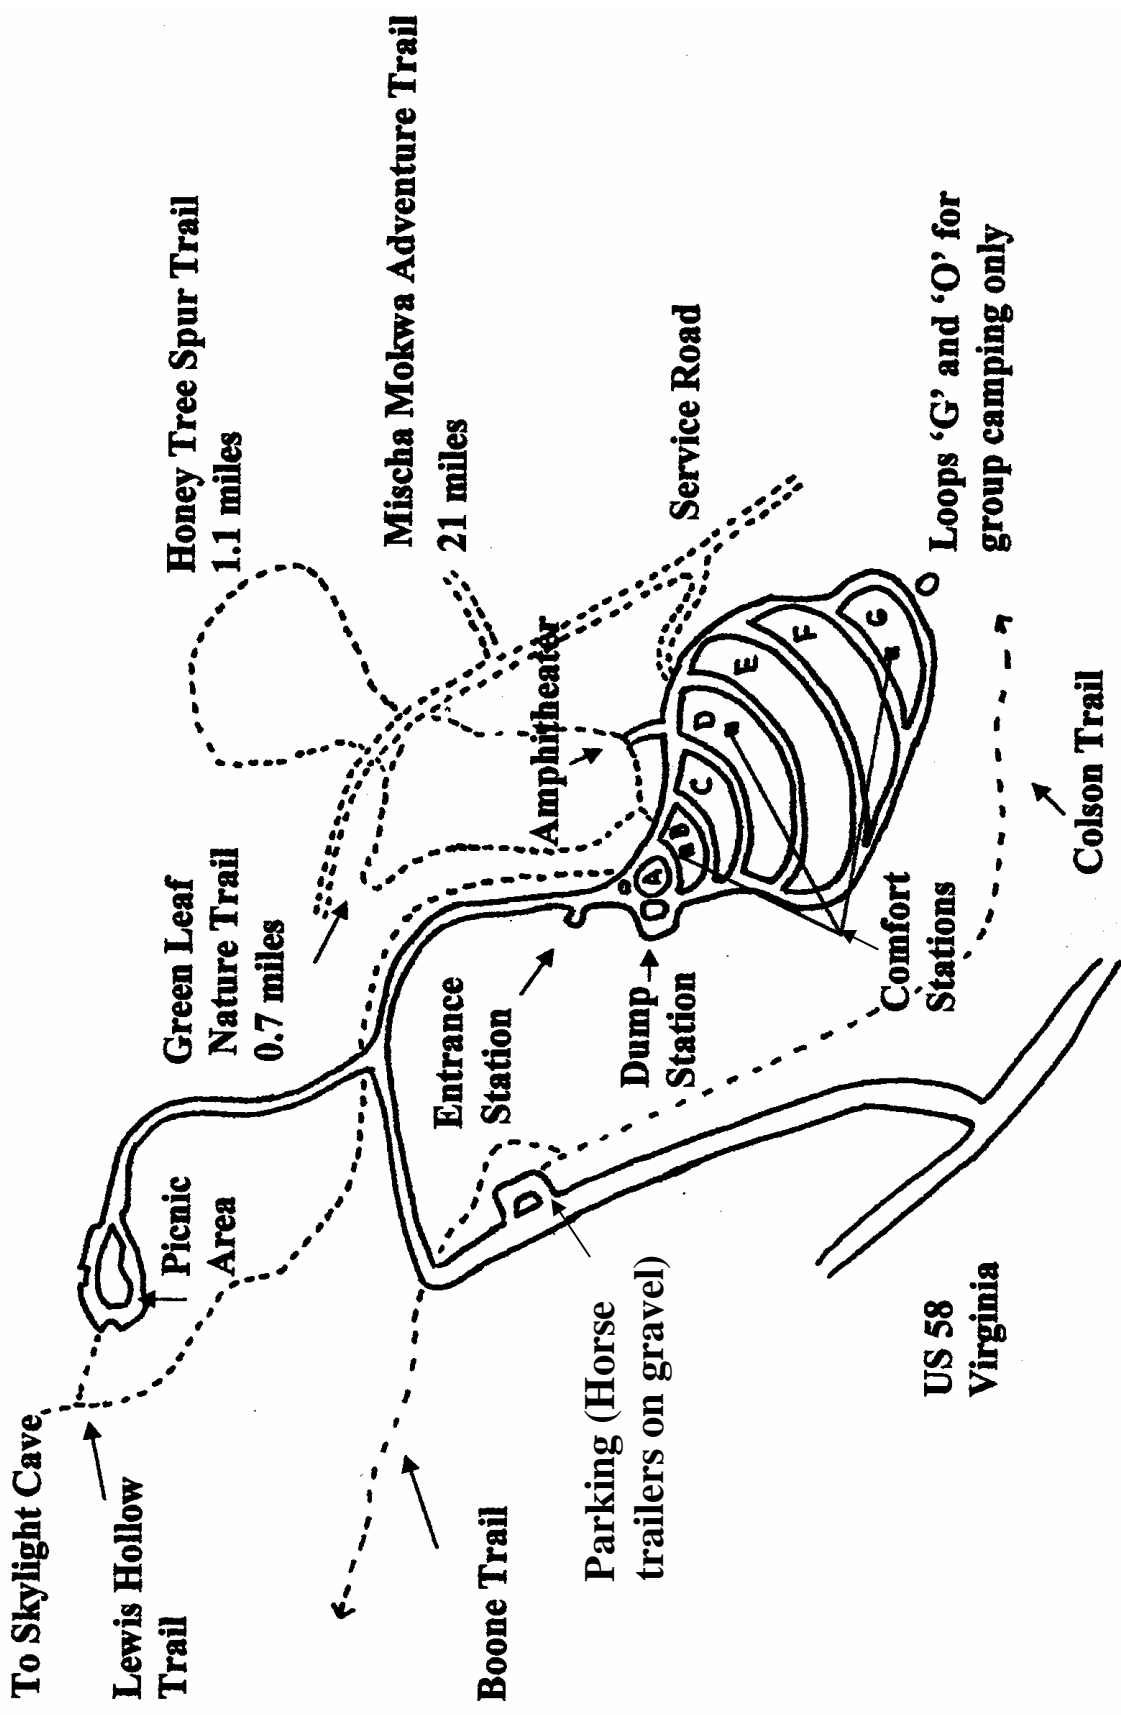 To Skylight Cave
Lewis Hollow
Trail
Picnic
Area
Green Leaf
Nature Trail
0.7 miles
Honey Tree Spur Trail
1.1 miles
Mischa Mokwa Adventure Trail
21 miles
Boone Trail
Entrance
Station
Amphitheater
Parking (Horse
trailers on gravel)
Dump
Station
Service Road
A
B
C
D
E
F
G
Comfort
Stations
Loops ‘G’ and ‘O’ for
group camping only
US 58
Virginia
Colson Trail